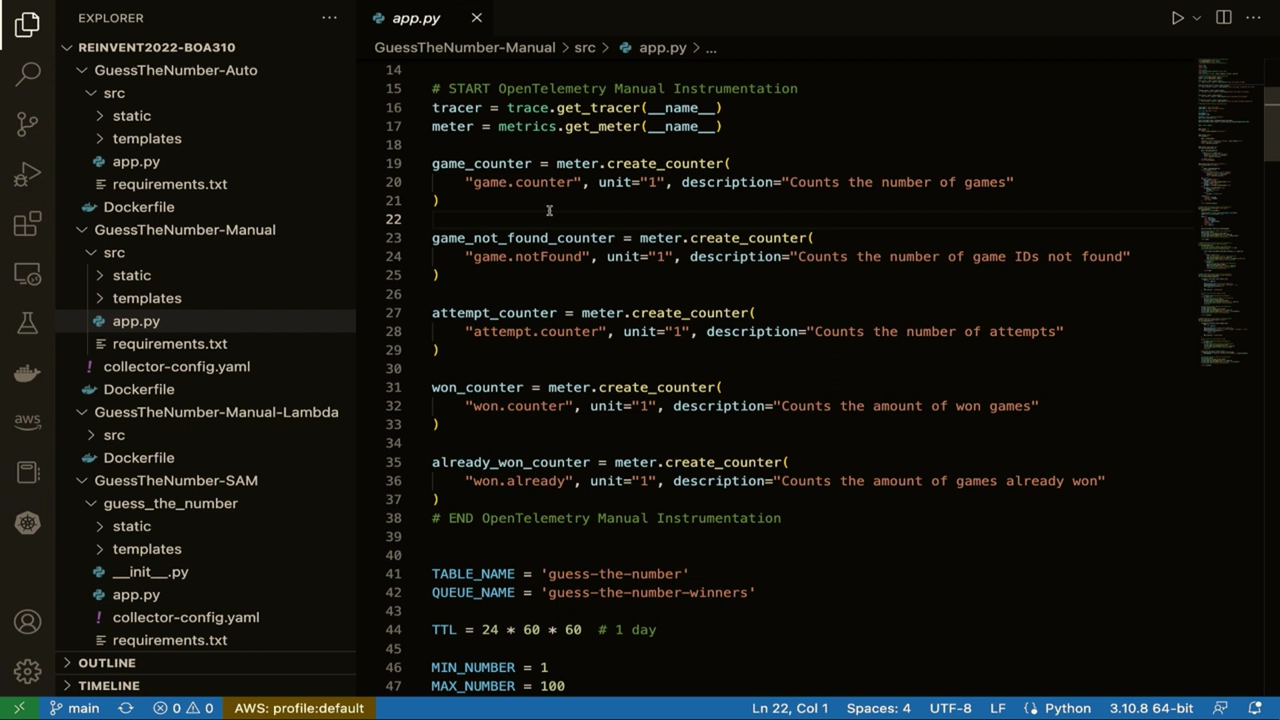 EXPLORER
REINVENT2022-BOA310
GuessTheNumber-Auto
src
static
templates
app.py
requirements.txt
Dockerfile
GuessTheNumber-Manual
src
static
templates
app.py
requirements.txt
! collector-config.yaml
Dockerfile
GuessTheNumber-Manual-Lambda
src
Dockerfile
GuessTheNumber-SAM
guess_the_number
static
templates
__init__.py
app.py
! collector-config.yaml
requirements.txt
OUTLINE
TIMELINE
aws
app.py
GuessTheNumber-Manual > src > app.py > ...
14
15 # START OpenTelemetry Manual Instrumentation
16 tracer = trace.get_tracer(__name__)
17 meter = metrics.get_meter(__name__)
18
19 game_counter = meter.create_counter(
20 "game.counter", unit="1", description="Counts the number of games"
21
22
23 game_not_found_counter = meter.create_counter(
24 "game.not_found", unit="1", description="Counts the number of game IDs not found"
25 )
26
27 attempt_counter = meter.create_counter(
28 "attempt.counter", unit="1", description="Counts the number of attempts"
29 )
30
31 won_counter = meter.create_counter(
32 "won.counter", unit="1", description="Counts the amount of won games"
33 )
34
35 already_won_counter = meter.create_counter(
36 "won.already", unit="1", description="Counts the amount of games already won"
37 )
38 # END OpenTelemetry Manual Instrumentation
39
40
41 TABLE_NAME = 'guess-the-number'
42 QUEUE_NAME = 'guess-the-number-winners'
43
44 TTL = 24 * 60 * 60 # 1 day
45
46 MIN_NUMBER = 1
47 MAX_NUMBER = 100
main 0 0 AWS: profile:default Ln 22, Col 1 Spaces: 4 UTF-8 LF Python 3.10.8 64-bit